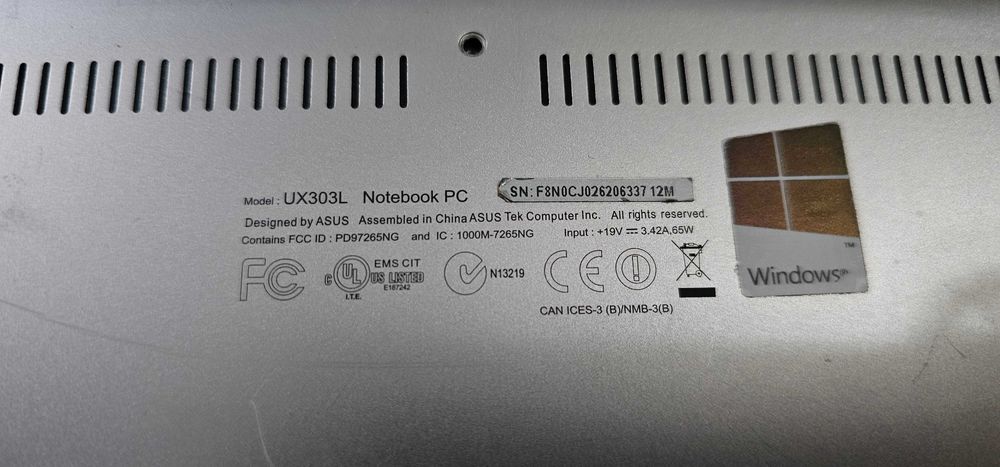 Model : UX303L Notebook PC
SN: F8N0CJ026206337 12M
Designed by ASUS Assembled in China ASUS Tek Computer Inc. All rights reserved.
Contains FCC ID : PD97265NG and IC : 1000M-7265NG Input : +19V ⎓ 3.42A,65W
FC
c UL US LISTED
EMS CIT
I.T.E.
E187242
N13219
CE
CAN ICES-3 (B)/NMB-3(B)
Windows
TM